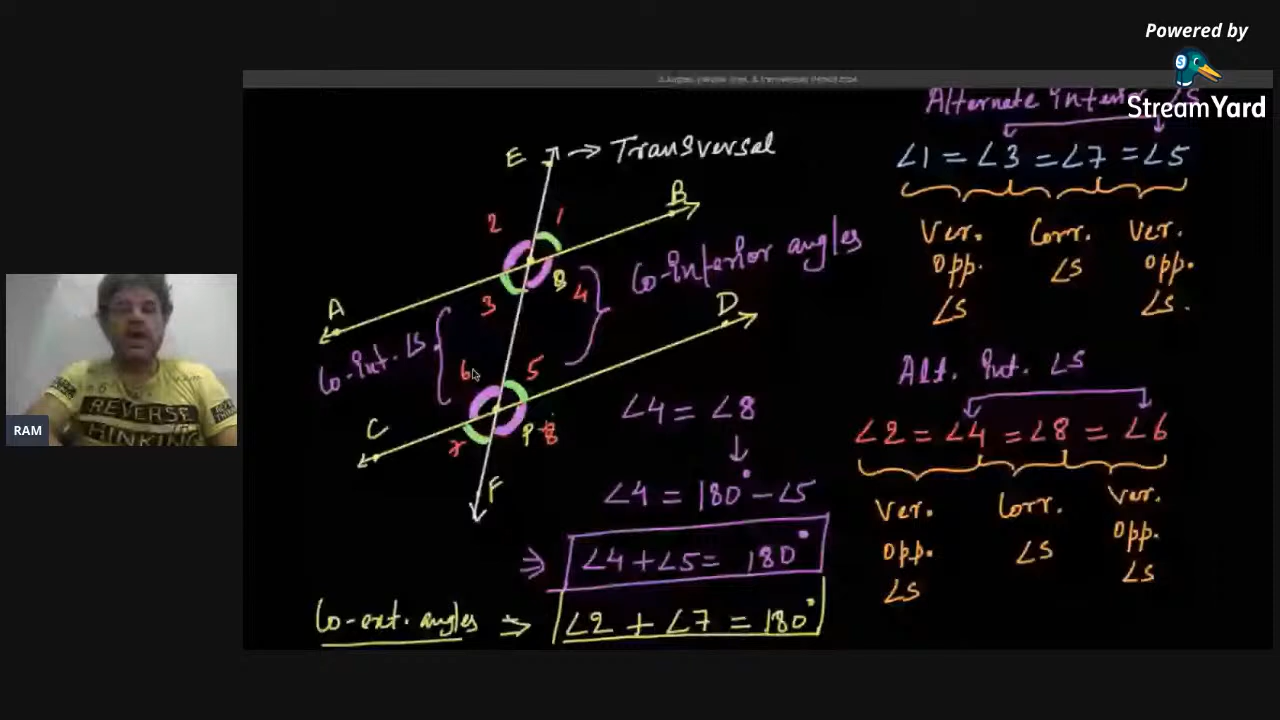 Powered by
StreamYard
Alternate interior ∠S
∠1 = ∠3 = ∠7 = ∠5
Ver. Opp. ∠S
Corr. ∠S
Ver. Opp. ∠S.
E → Transversal
B
2 1
3 4
Co-interior angles
A
D
Co-int. ∠S
6 5
C
7 8
F
∠4 = ∠8
∠4 = 180° - ∠5
⇒ ∠4 + ∠5 = 180°
Co-ext. angles ⇒ ∠2 + ∠7 = 180°
Alt. Int. ∠S
∠2 = ∠4 = ∠8 = ∠6
Ver. Opp. ∠S
Corr. ∠S
Ver. Opp. ∠S
RAM
REVERSE
THINKING